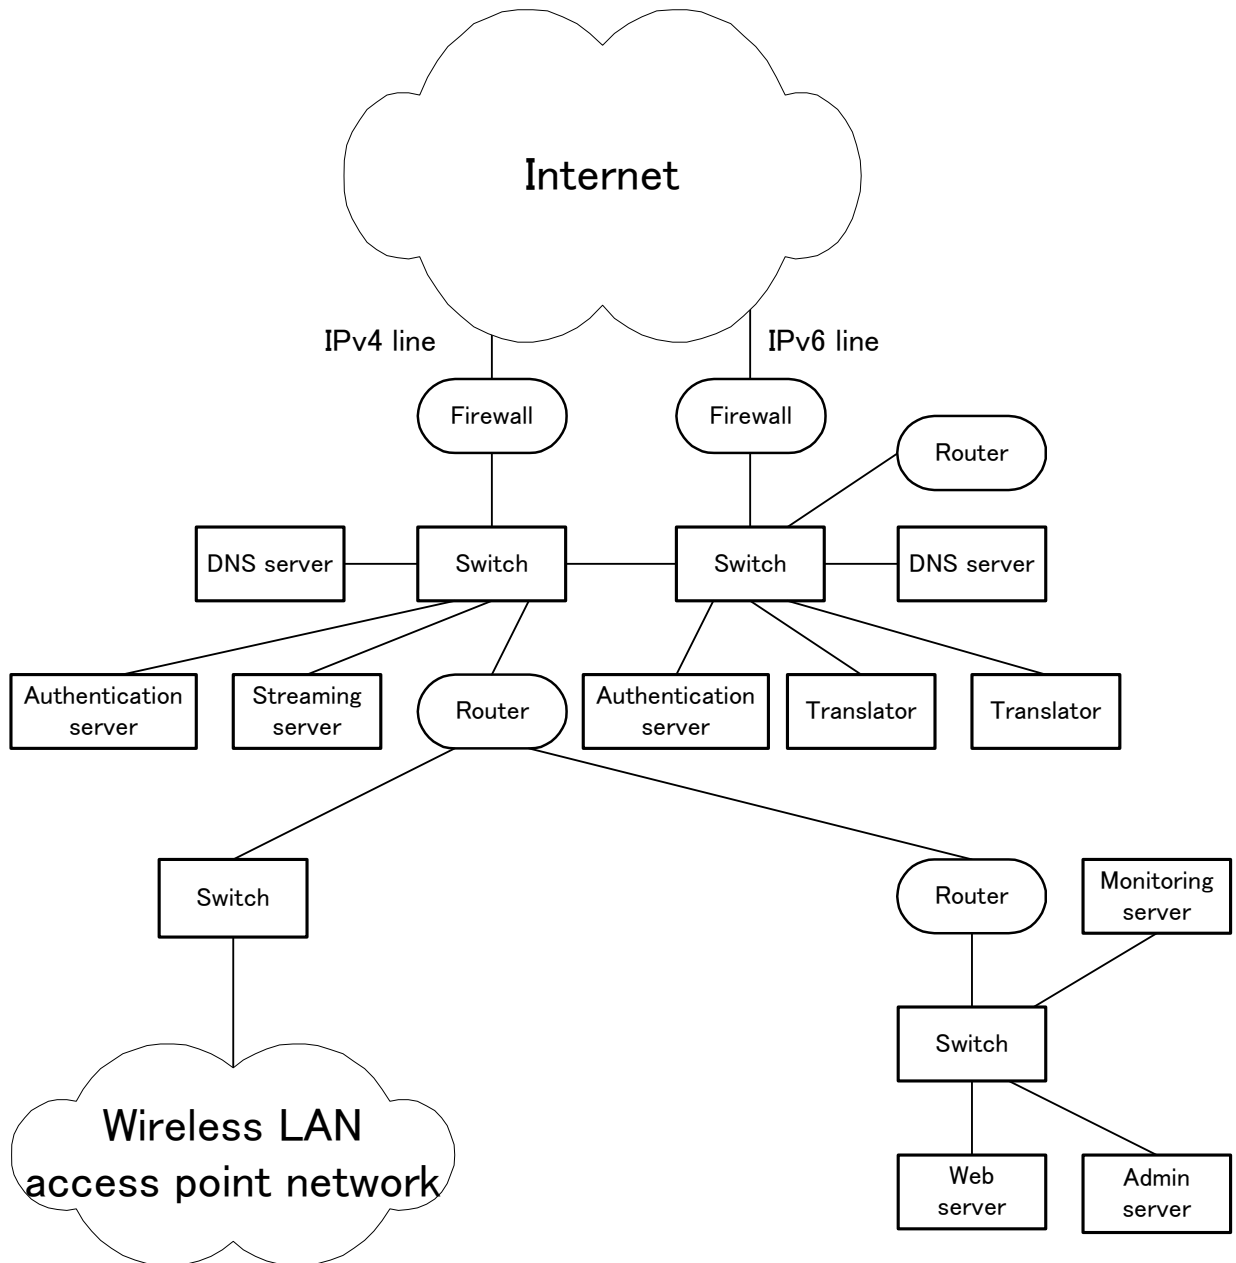 Internet
IPv4 line
IPv6 line
Firewall
Firewall
Router
DNS server
Switch
Switch
DNS server
Authentication
server
Streaming
server
Router
Authentication
server
Translator
Translator
Switch
Router
Monitoring
server
Switch
Wireless LAN
access point network
Web
server
Admin
server